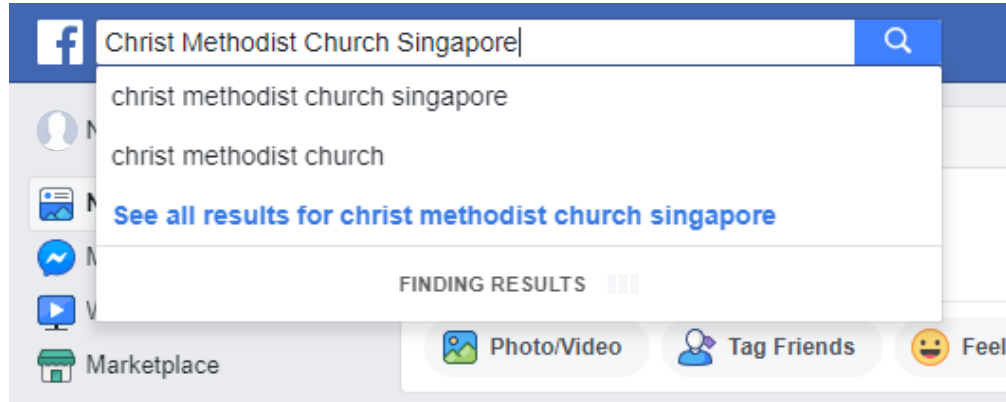 f
Christ Methodist Church Singapore
christ methodist church singapore
christ methodist church
See all results for christ methodist church singapore
FINDING RESULTS
Photo/Video
Tag Friends
Feel
Marketplace